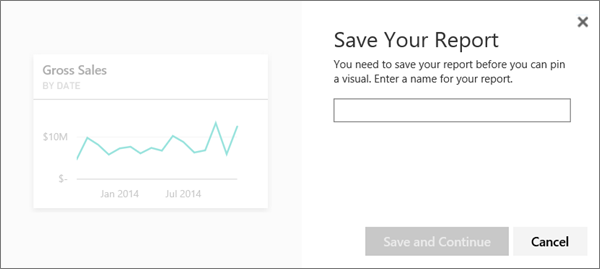 Gross Sales
BY DATE
$10M
$-
Jan 2014 Jul 2014
Save Your Report
You need to save your report before you can pin
a visual. Enter a name for your report.
Save and Continue
Cancel